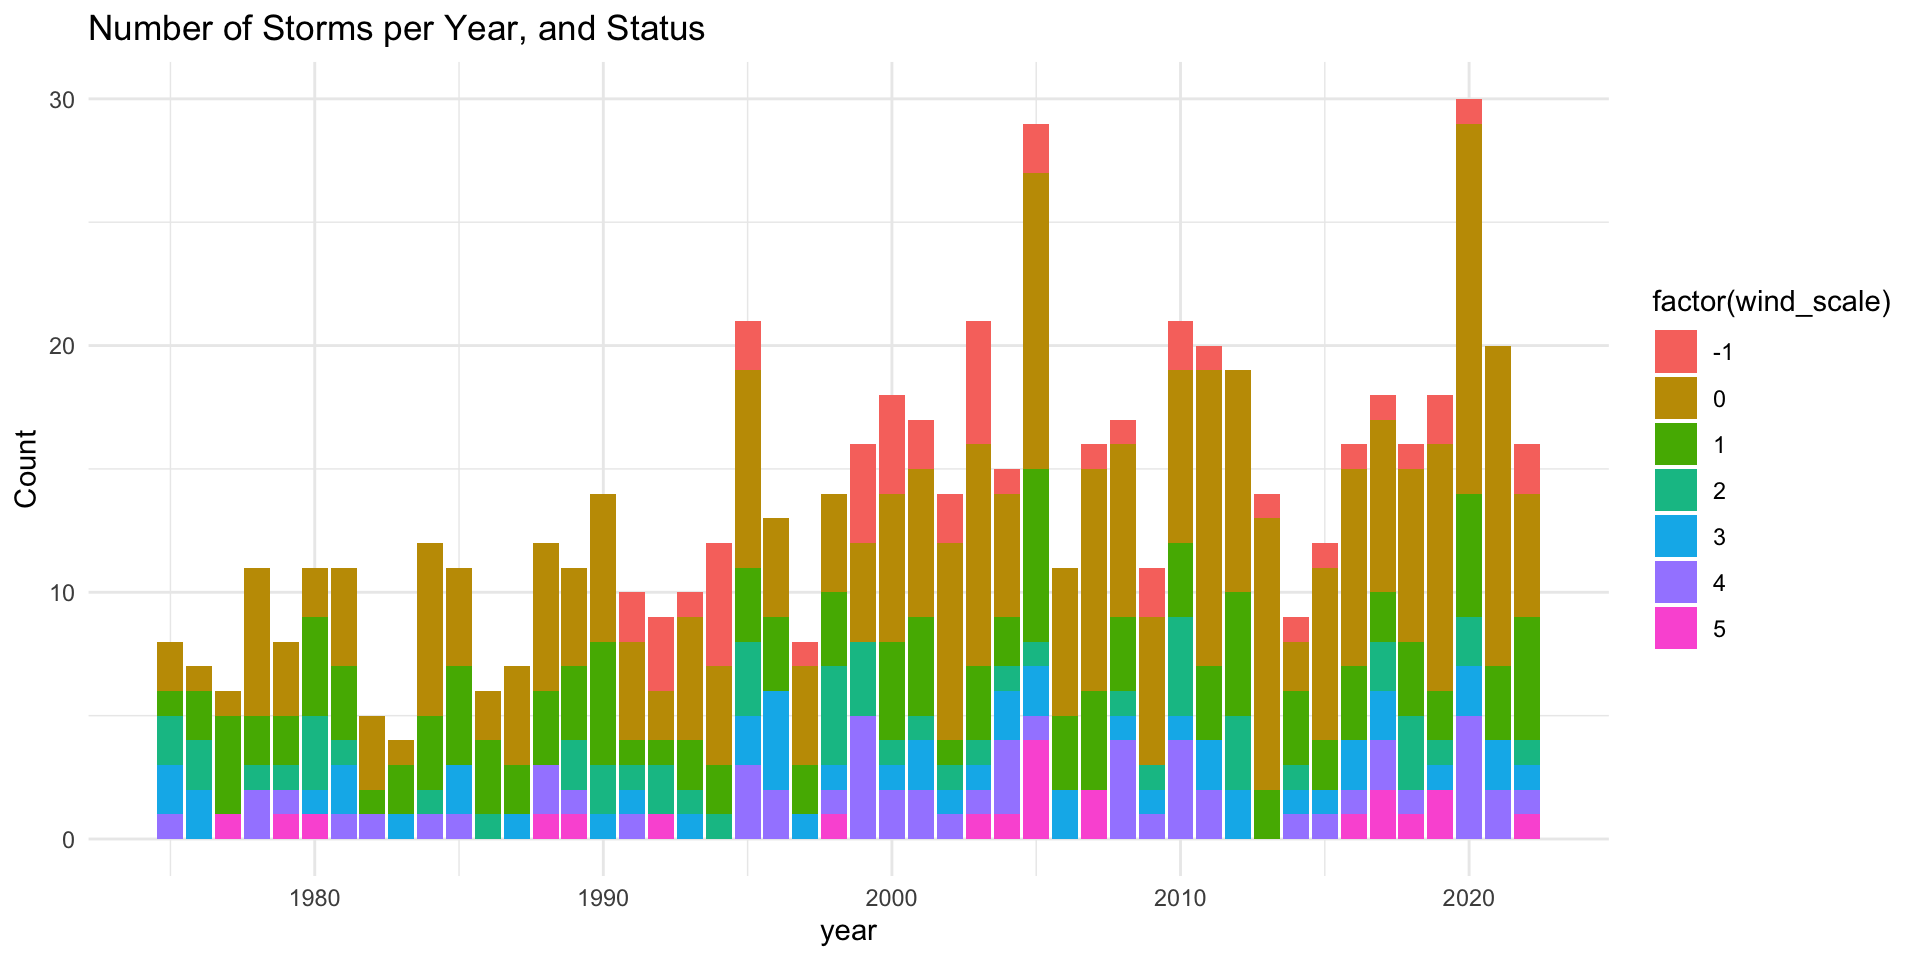 Number of Storms per Year, and Status
30
20
10
0
Count
1980 1990 2000 2010 2020
year
factor(wind_scale)
-1
0
1
2
3
4
5